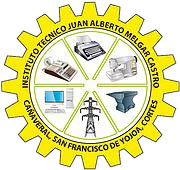 INSTITUTO TECNICO JUAN ALBERTO MELGAR CASTRO
CAÑAVERAL, SAN FRANCISCO DE YOJOA, CORTES